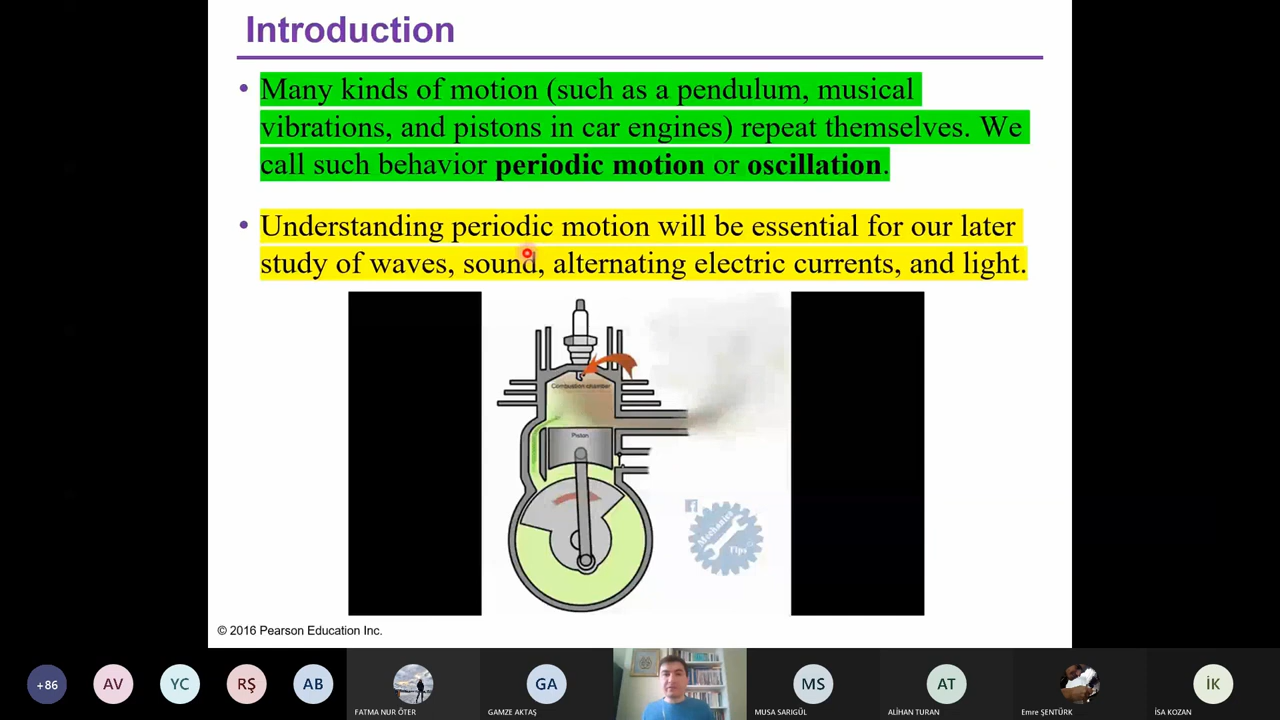 Introduction
• Many kinds of motion (such as a pendulum, musical
vibrations, and pistons in car engines) repeat themselves. We
call such behavior periodic motion or oscillation.
• Understanding periodic motion will be essential for our later
study of waves, sound, alternating electric currents, and light.
Combustion chamber
Piston
f
Mechanics
Tips
© 2016 Pearson Education Inc.
+86
AV
YC
RŞ
AB
GA
MS
AT
İK
FATMA NUR ÖTER
GAMZE AKTAŞ
MUSA SARIGÜL
ALİHAN TURAN
Emre ŞENTÜRK
İSA KOZAN